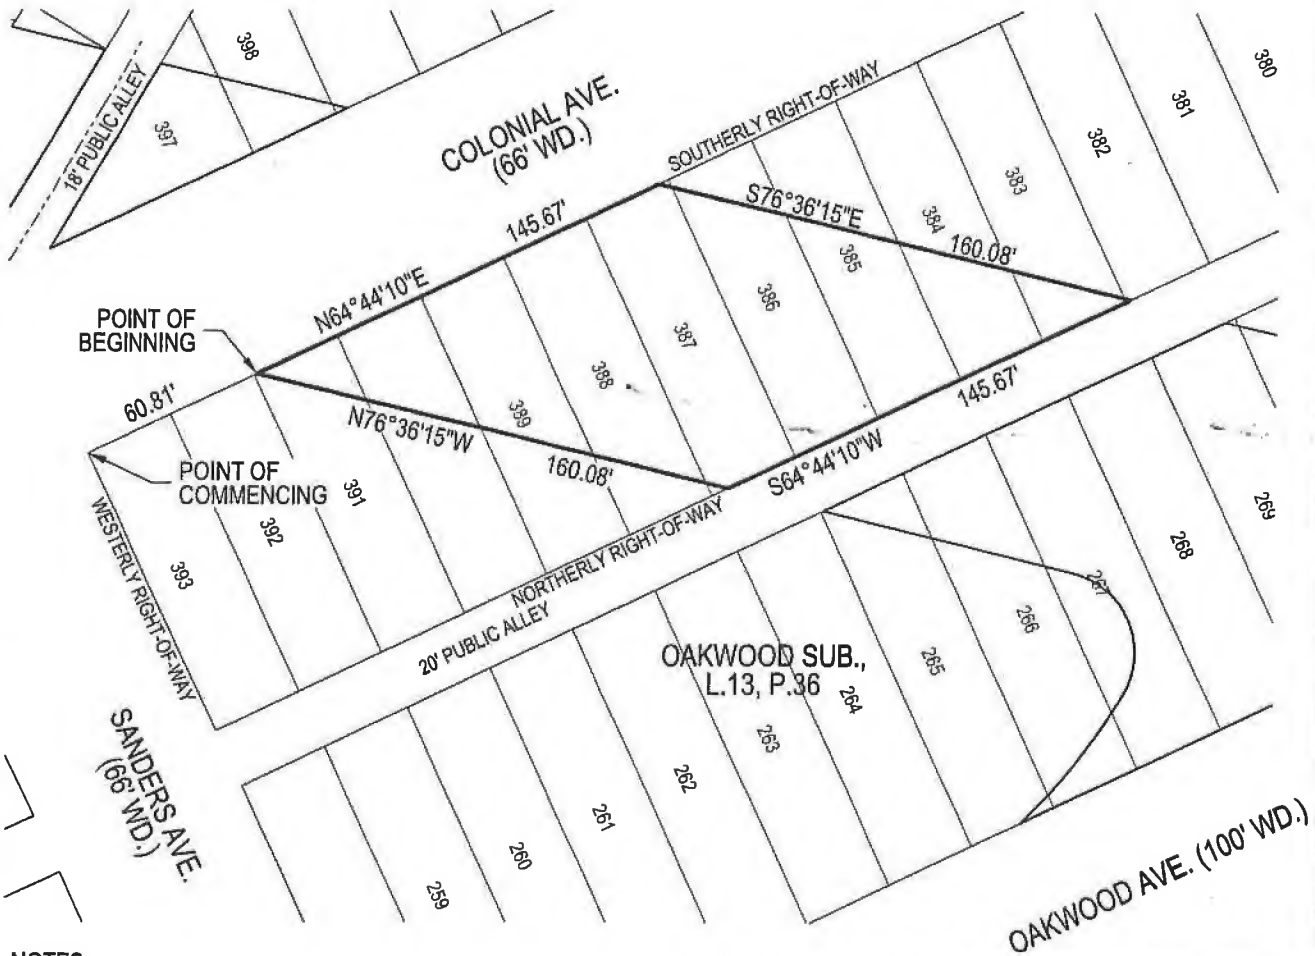 398
380
18' PUBLIC ALLEY
397
COLONIAL AVE.
(66' WD.)
SOUTHERLY RIGHT-OF-WAY
381
382
383
384
385
386
387
388
389
391
392
393
S76°36'15"E
160.08'
145.67'
N64°44'10"E
POINT OF
BEGINNING
60.81'
N76°36'15"W
160.08'
145.67'
S64°44'10"W
POINT OF
COMMENCING
WESTERLY RIGHT-OF-WAY
NORTHERLY RIGHT-OF-WAY
20' PUBLIC ALLEY
269
268
267
266
265
264
263
262
261
260
259
OAKWOOD SUB.,
L.13, P.36
SANDERS AVE.
(66' WD.)
OAKWOOD AVE. (100' WD.)